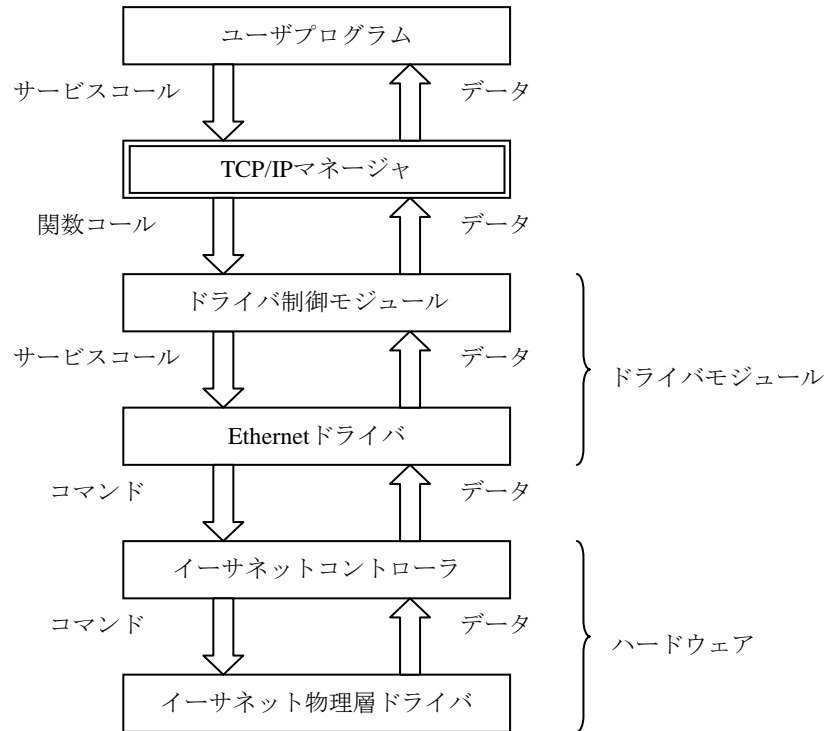 ユーザプログラム
サービスコール
データ
TCP/IPマネージャ
関数コール
データ
ドライバ制御モジュール
サービスコール
データ
ドライバモジュール
Ethernetドライバ
コマンド
データ
イーサネットコントローラ
コマンド
データ
ハードウェア
イーサネット物理層ドライバ